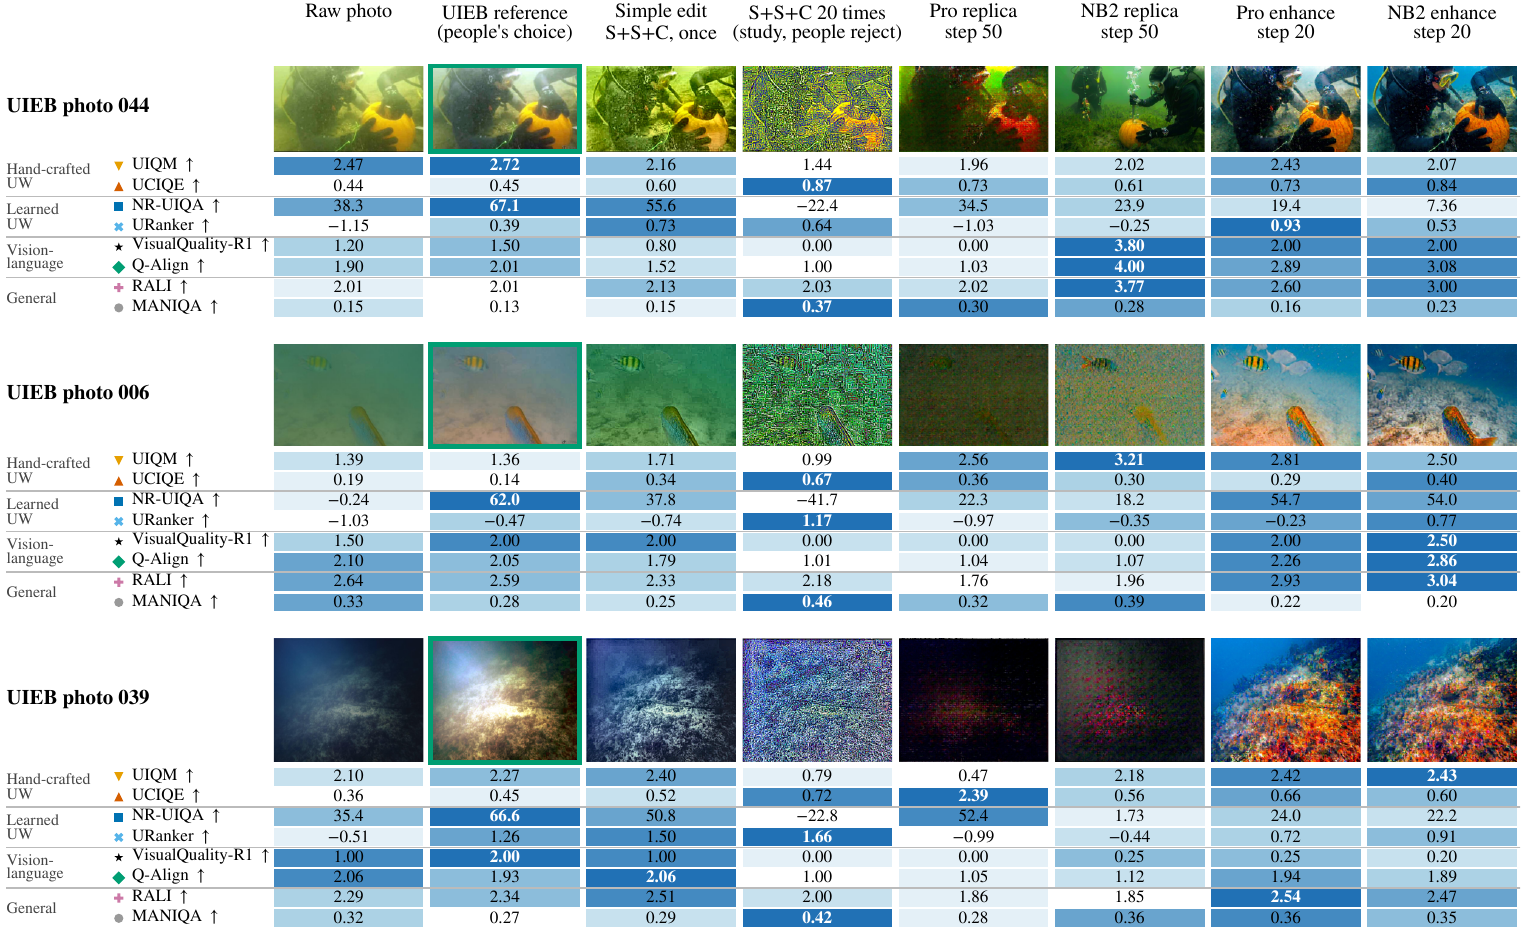 Raw photo UIEB reference Simple edit S+S+C 20 times Pro replica NB2 replica Pro enhance NB2 enhance
(people's choice) S+S+C, once (study, people reject) step 50 step 50 step 20 step 20
UIEB photo 044
Hand-crafted UW
UIQM ↑ 2.47 2.72 2.16 1.44 1.96 2.02 2.43 2.07
UCIQE ↑ 0.44 0.45 0.60 0.87 0.73 0.61 0.73 0.84
Learned UW
NR-UIQA ↑ 38.3 67.1 55.6 −22.4 34.5 23.9 19.4 7.36
URanker ↑ −1.15 0.39 0.73 0.64 −1.03 −0.25 0.93 0.53
Vision-language
VisualQuality-R1 ↑ 1.20 1.50 0.80 0.00 0.00 3.80 2.00 2.00
Q-Align ↑ 1.90 2.01 1.52 1.00 1.03 4.00 2.89 3.08
General
RALI ↑ 2.01 2.01 2.13 2.03 2.02 3.77 2.60 3.00
MANIQA ↑ 0.15 0.13 0.15 0.37 0.30 0.28 0.16 0.23
UIEB photo 006
Hand-crafted UW
UIQM ↑ 1.39 1.36 1.71 0.99 2.56 3.21 2.81 2.50
UCIQE ↑ 0.19 0.14 0.34 0.67 0.36 0.30 0.29 0.40
Learned UW
NR-UIQA ↑ −0.24 62.0 37.8 −41.7 22.3 18.2 54.7 54.0
URanker ↑ −1.03 −0.47 −0.74 1.17 −0.97 −0.35 −0.23 0.77
Vision-language
VisualQuality-R1 ↑ 1.50 2.00 2.00 0.00 0.00 0.00 2.00 2.50
Q-Align ↑ 2.10 2.05 1.79 1.01 1.04 1.07 2.26 2.86
General
RALI ↑ 2.64 2.59 2.33 2.18 1.76 1.96 2.93 3.04
MANIQA ↑ 0.33 0.28 0.25 0.46 0.32 0.39 0.22 0.20
UIEB photo 039
Hand-crafted UW
UIQM ↑ 2.10 2.27 2.40 0.79 0.47 2.18 2.42 2.43
UCIQE ↑ 0.36 0.45 0.52 0.72 2.39 0.56 0.66 0.60
Learned UW
NR-UIQA ↑ 35.4 66.6 50.8 −22.8 52.4 1.73 24.0 22.2
URanker ↑ −0.51 1.26 1.50 1.66 −0.99 −0.44 0.72 0.91
Vision-language
VisualQuality-R1 ↑ 1.00 2.00 1.00 0.00 0.00 0.25 0.25 0.20
Q-Align ↑ 2.06 1.93 2.06 1.00 1.05 1.12 1.94 1.89
General
RALI ↑ 2.29 2.34 2.51 2.00 1.86 1.85 2.54 2.47
MANIQA ↑ 0.32 0.27 0.29 0.42 0.28 0.36 0.36 0.35